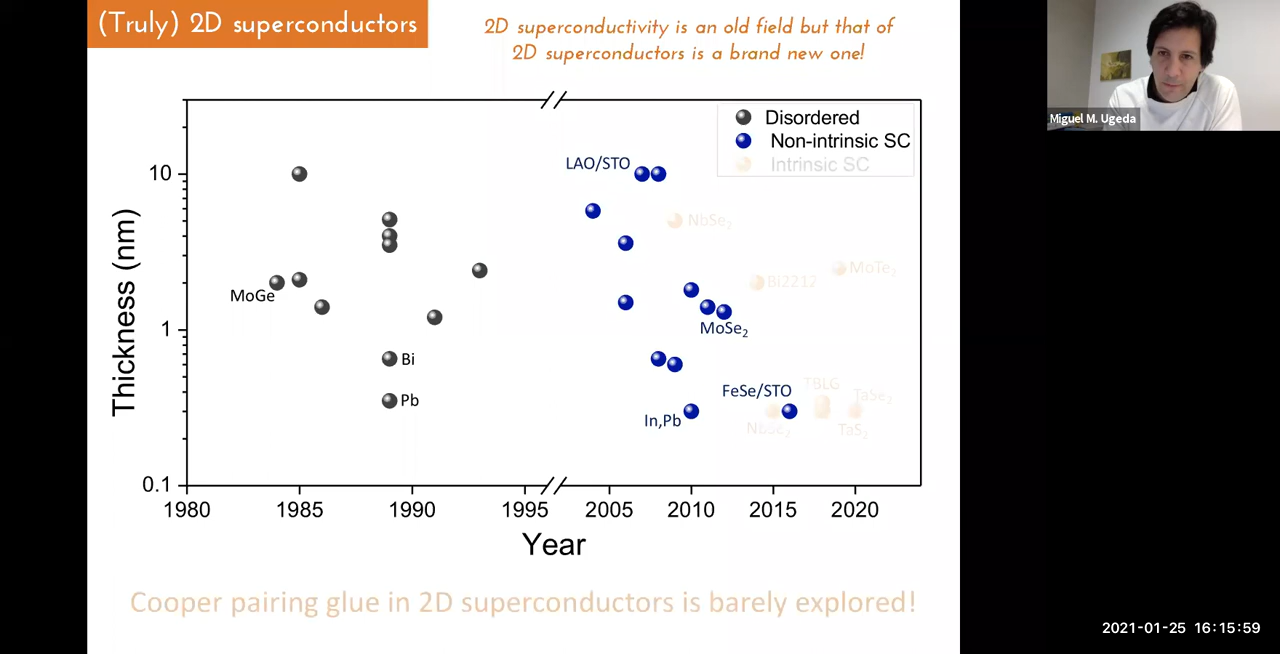 (Truly) 2D superconductors
2D superconductivity is an old field but that of
2D superconductors is a brand new one!
Miguel M. Ugeda
Disordered
Non-intrinsic SC
Intrinsic SC
Thickness (nm)
10
1
0.1
LAO/STO
NbSe₂
MoTe₂
Bi2212
MoGe
MoSe₂
Bi
Pb
FeSe/STO
TBLG
TaSe₂
In,Pb
NbSe₂
TaS₂
1980 1985 1990 1995 2005 2010 2015 2020
Year
Cooper pairing glue in 2D superconductors is barely explored!
2021-01-25 16:15:59